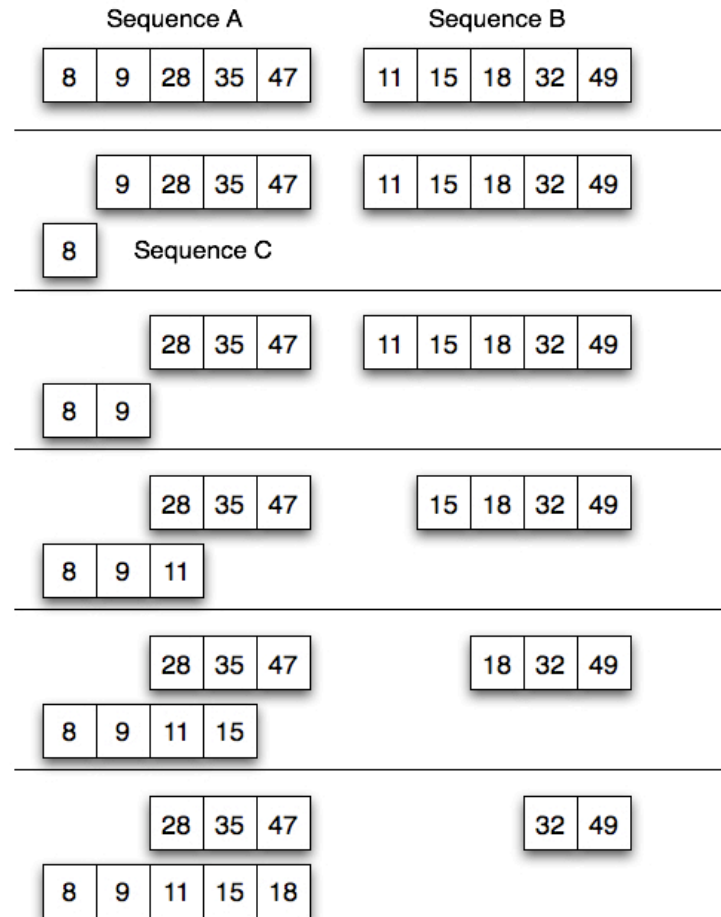 Sequence A Sequence B
8 9 28 35 47 11 15 18 32 49
9 28 35 47 11 15 18 32 49
8 Sequence C
28 35 47 11 15 18 32 49
8 9
28 35 47 15 18 32 49
8 9 11
28 35 47 18 32 49
8 9 11 15
28 35 47 32 49
8 9 11 15 18